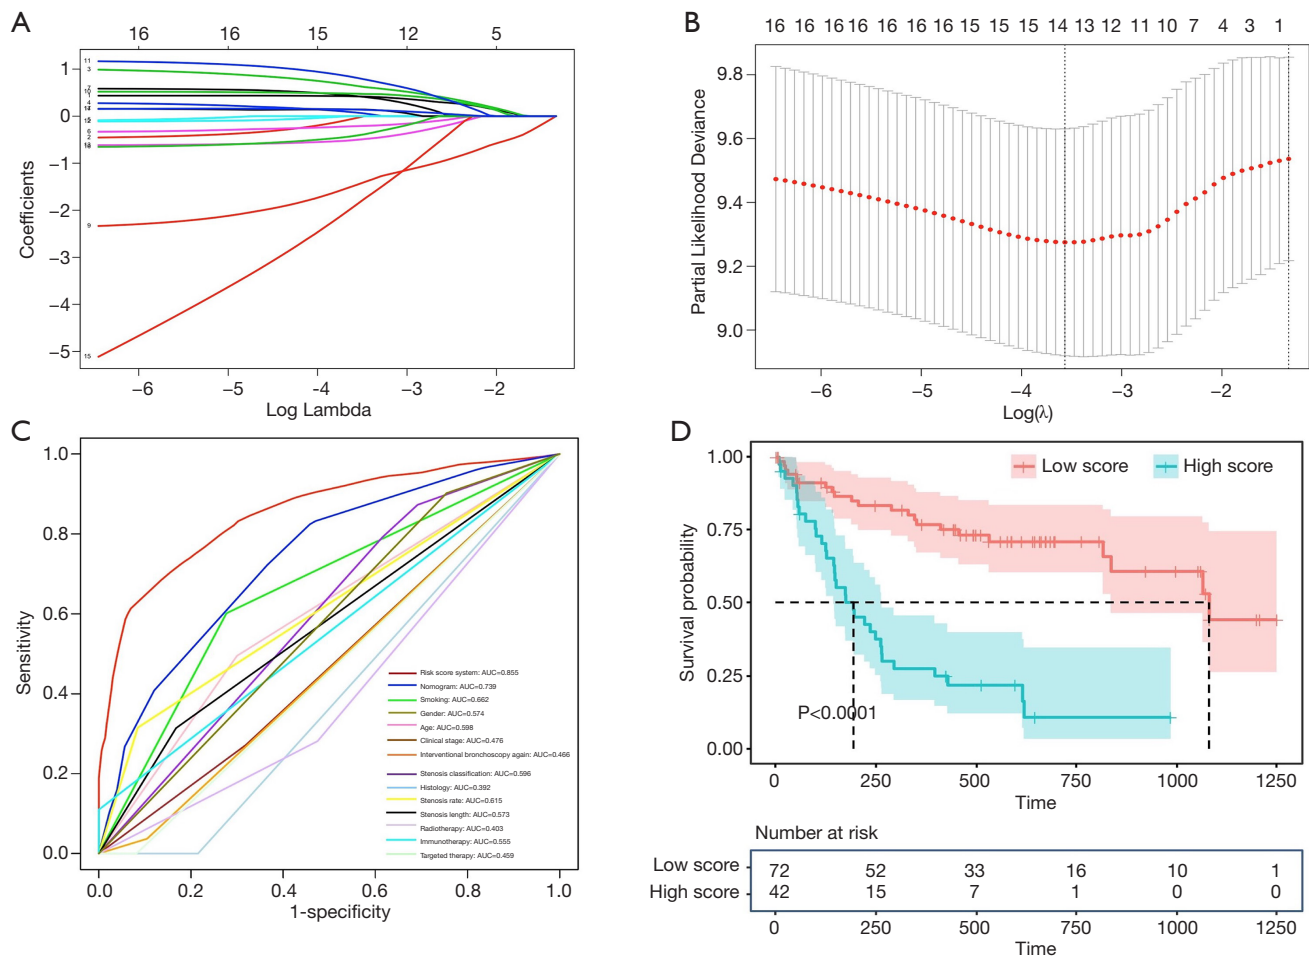 A
16 16 15 12 5
1
0
−1
−2
−3
−4
−5
Coefficients
11
3
7
10
1
4
6
2
9
15
−6 −5 -4 −3 −2
Log Lambda
B
16 16 16 16 16 16 16 15 15 15 14 13 12 11 10 7 4 3 1
9.8
9.6
9.4
9.2
9.0
Partial Likelihood Deviance
−6 −5 −4 −3 −2
Log(λ)
C
1.0
0.8
0.6
0.4
0.2
0.0
Sensitivity
Risk score system: AUC=0.855
Nomogram: AUC=0.739
Smoking: AUC=0.662
Gender: AUC=0.574
Age: AUC=0.598
Clinical stage: AUC=0.476
Interventional bronchoscopy again: AUC=0.466
Stenosis classification: AUC=0.596
Histology: AUC=0.392
Stenosis rate: AUC=0.615
Stenosis length: AUC=0.573
Radiotherapy: AUC=0.403
Immunotherapy: AUC=0.555
Targeted therapy: AUC=0.459
0.0 0.2 0.4 0.6 0.8 1.0
1-specificity
D
1.00
0.75
0.50
0.25
0.00
Survival probability
Low score High score
P<0.0001
0 250 500 750 1000 1250
Time
Number at risk
Low score 72 52 33 16 10 1
High score 42 15 7 1 0 0
0 250 500 750 1000 1250
Time